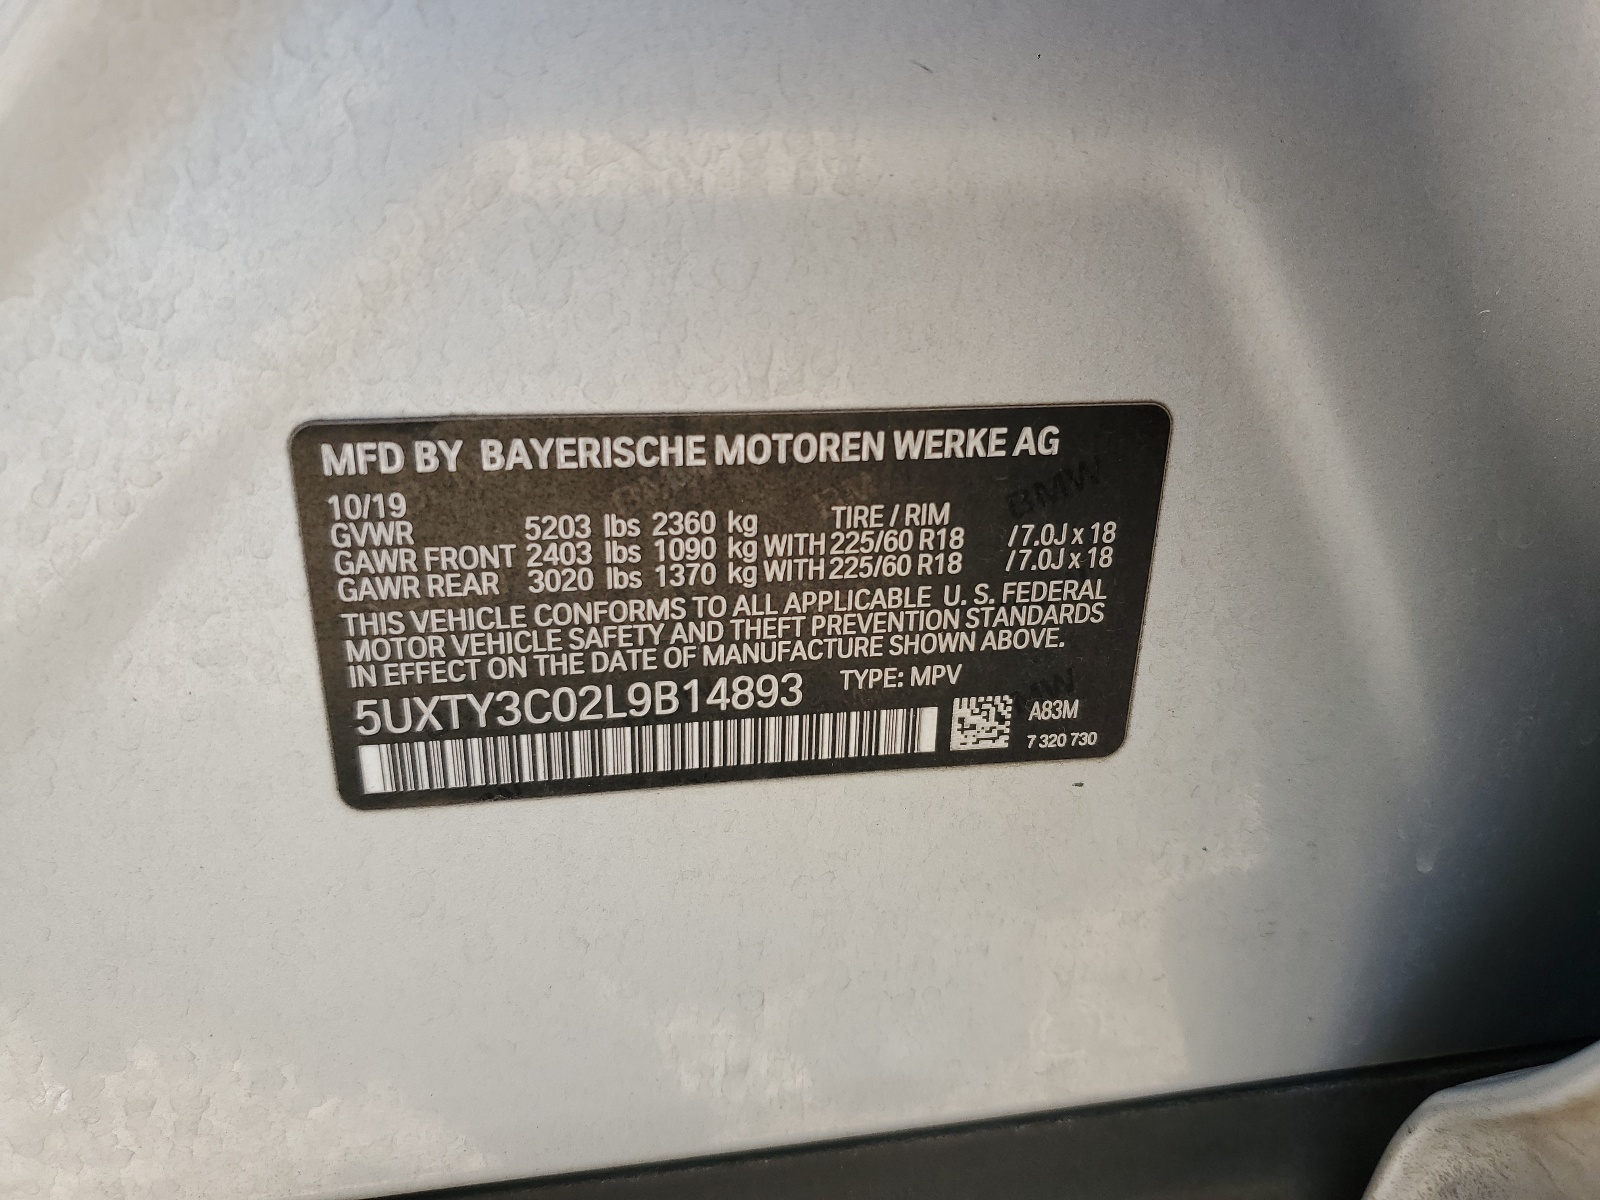 MFD BY BAYERISCHE MOTOREN WERKE AG
10/19 TIRE / RIM
GVWR 5203 lbs 2360 kg
GAWR FRONT 2403 lbs 1090 kg WITH 225/60 R18 /7.0J x 18
GAWR REAR 3020 lbs 1370 kg WITH 225/60 R18 /7.0J x 18
THIS VEHICLE CONFORMS TO ALL APPLICABLE U. S. FEDERAL
MOTOR VEHICLE SAFETY AND THEFT PREVENTION STANDARDS
IN EFFECT ON THE DATE OF MANUFACTURE SHOWN ABOVE.
5UXTY3C02L9B14893 TYPE: MPV
A83M
7 320 730
BMW
BMW